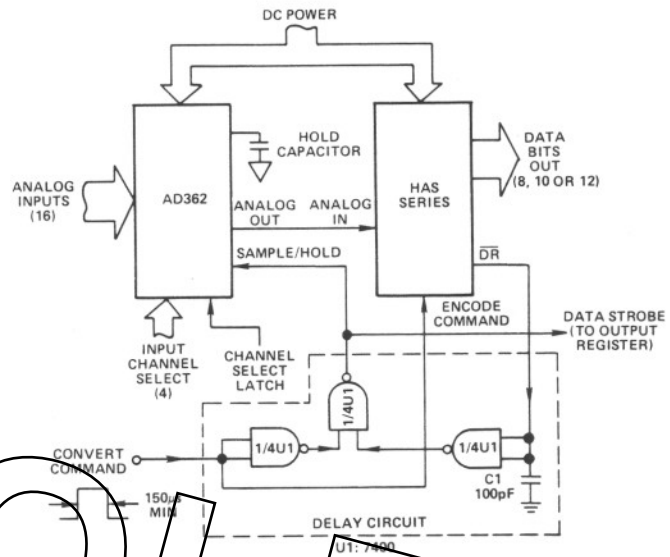 DC POWER
HOLD
CAPACITOR
DATA
BITS
OUT
(8, 10 OR 12)
ANALOG
INPUTS
(16)
AD362
HAS
SERIES
ANALOG
OUT
ANALOG
IN
SAMPLE/HOLD
DR
ENCODE
COMMAND
DATA STROBE
(TO OUTPUT
REGISTER)
INPUT
CHANNEL
SELECT
(4)
CHANNEL
SELECT
LATCH
1/4U1
CONVERT
COMMAND
1/4U1
1/4U1
C1
100pF
150μs
MIN
DELAY CIRCUIT
U1: 7400